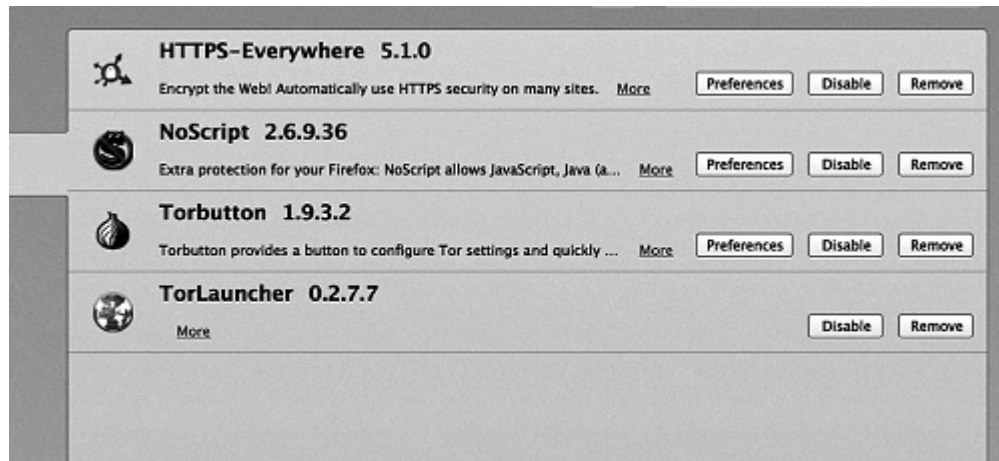 HTTPS-Everywhere 5.1.0
Encrypt the Web! Automatically use HTTPS security on many sites. More Preferences Disable Remove
NoScript 2.6.9.36
Extra protection for your Firefox: NoScript allows JavaScript, Java (a... More Preferences Disable Remove
Torbutton 1.9.3.2
Torbutton provides a button to configure Tor settings and quickly ... More Preferences Disable Remove
TorLauncher 0.2.7.7
More Disable Remove